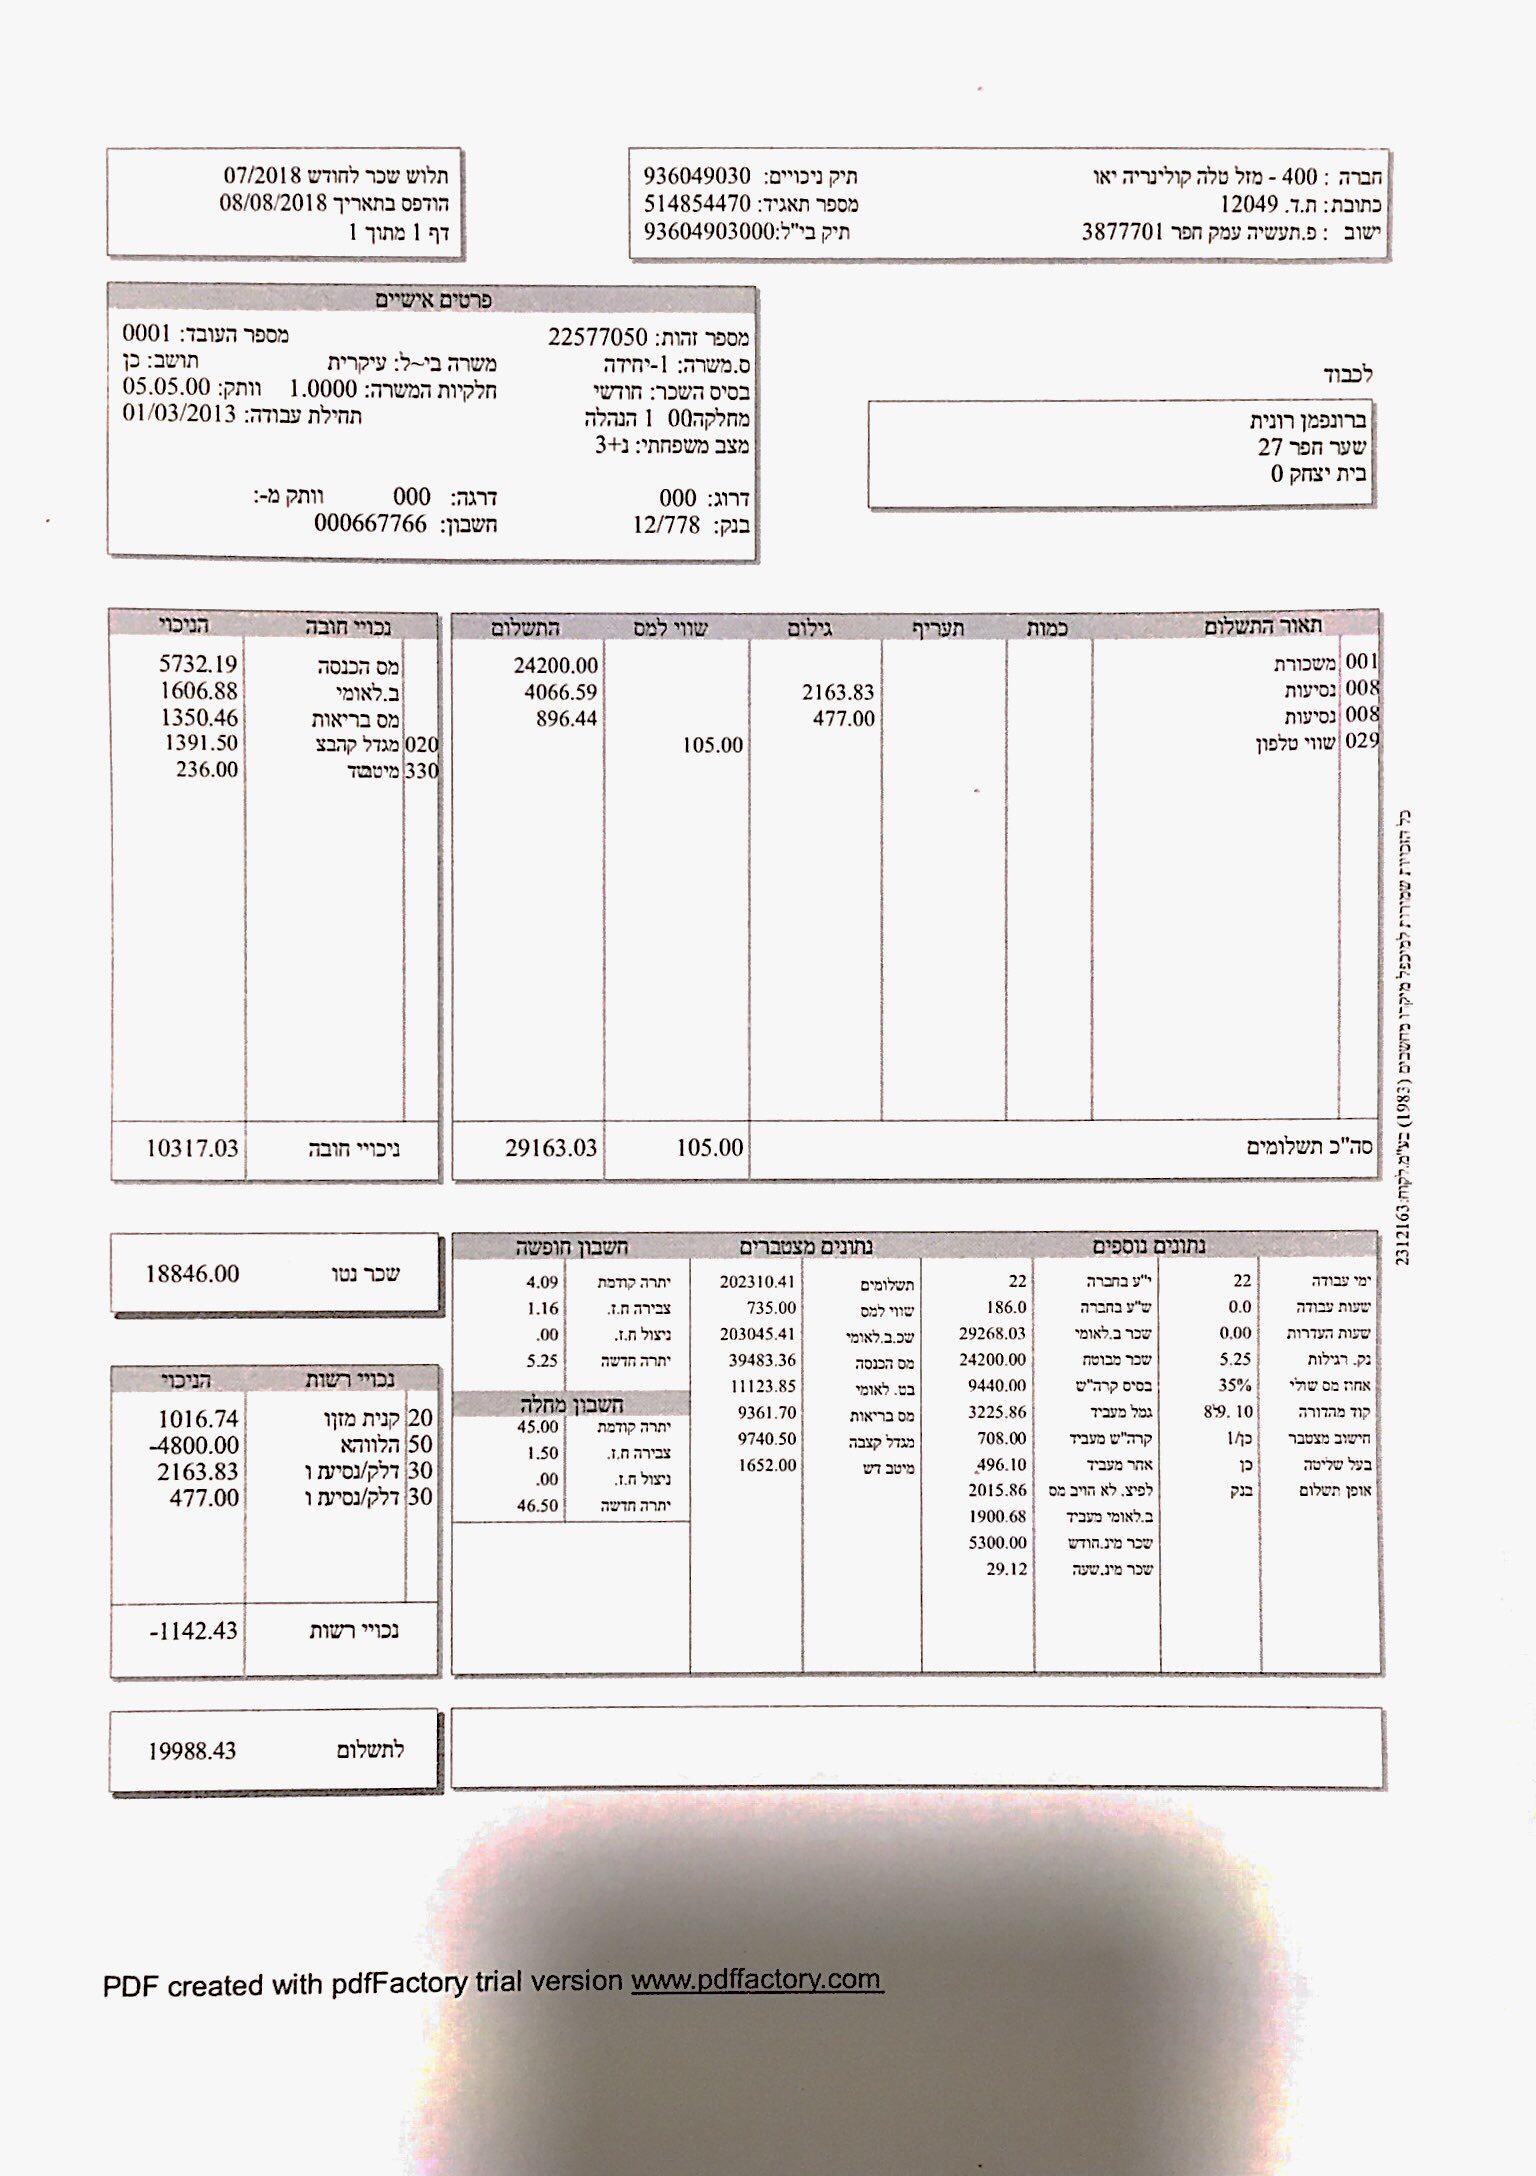 חברה : 400 - מזל טלה קולינריה יאו תיק ניכויים: 936049030
כתובת: ת.ד. 12049 מספר תאגיד: 514854470
ישוב : פ.תעשיה עמק חפר 3877701 תיק בי"ל:93604903000
תלוש שכר לחודש 07/2018
הודפס בתאריך 08/08/2018
דף 1 מתוך 1
פרטים אישיים
מספר זהות: 22577050 מספר העובד: 0001
ס.משרה: 1-יחידה משרה בי~ל: עיקרית תושב: כן
בסיס השכר: חודשי חלקיות המשרה: 1.0000 וותק: 05.05.00
מחלקה00 1 הנהלה תחילת עבודה: 01/03/2013
מצב משפחתי: נ+3
דרוג: 000 דרגה: 000 וותק מ-:
בנק: 12/778 חשבון: 000667766
לכבוד
ברונפמן רונית
שער חפר 27
בית יצחק 0
תאור התשלום כמות תעריף גילום שווי למס התשלום
001 משכורת 24200.00
008 נסיעות 2163.83 4066.59
008 נסיעות 477.00 896.44
029 שווי טלפון 105.00
סה"כ תשלומים 105.00 29163.03
נכויי חובה הניכוי
מס הכנסה 5732.19
ב.לאומי 1606.88
מס בריאות 1350.46
020 מגדל קהבצ 1391.50
330 מיטבשד 236.00
ניכויי חובה 10317.03
כל הזכויות שמורות למיכפל מיקרו מחשבים (1983) בע"מ.לקוח:2312163
שכר נטו 18846.00
נתונים נוספים
ימי עבודה 22 י"ע בחברה 22
שעות עבודה 0.0 ש"ע בחברה 186.0
שעות העדרות 0.00 שכר ב.לאומי 29268.03
נק. רגילות 5.25 שכר מבוטח 24200.00
אחוז מס שולי 35% בסיס קרה"ש 9440.00
קוד מהדורה 8ל9. 10 גמל מעביד 3225.86
חישוב מצטבר כן/1 קרה"ש מעביד 708.00
בעל שליטה כן אחר מעביד 496.10
אופן תשלום בנק לפיצ. לא חויב מס 2015.86
ב.לאומי מעביד 1900.68
שכר מינ.חודש 5300.00
שכר מינ.שעה 29.12
נתונים מצטברים
תשלומים 202310.41
שווי למס 735.00
שכ.ב.לאומי 203045.41
מס הכנסה 39483.36
בט. לאומי 11123.85
מס בריאות 9361.70
מגדל קצבה 9740.50
מיטב דש 1652.00
חשבון חופשה
יתרה קודמת 4.09
צבירה ח.ז. 1.16
ניצול ח.ז. .00
יתרה חדשה 5.25
חשבון מחלה
יתרה קודמת 45.00
צבירה ח.ז. 1.50
ניצול ח.ז. .00
יתרה חדשה 46.50
נכויי רשות הניכוי
20 קנית מזןו 1016.74
50 הלווהא -4800.00
30 דלק/נסיעת ו 2163.83
30 דלק/נסיעת ו 477.00
נכויי רשות -1142.43
לתשלום 19988.43
PDF created with pdfFactory trial version www.pdffactory.com